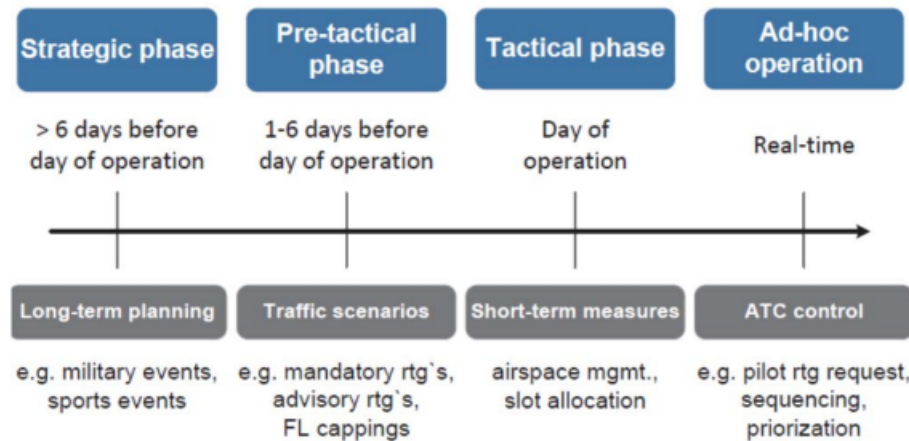 Strategic phase
Pre-tactical
phase
Tactical phase
Ad-hoc
operation
> 6 days before
day of operation
1-6 days before
day of operation
Day of
operation
Real-time
Long-term planning
Traffic scenarios
Short-term measures
ATC control
e.g. military events,
sports events
e.g. mandatory rtg`s,
advisory rtg`s,
FL cappings
airspace mgmt.,
slot allocation
e.g. pilot rtg request,
sequencing,
priorization